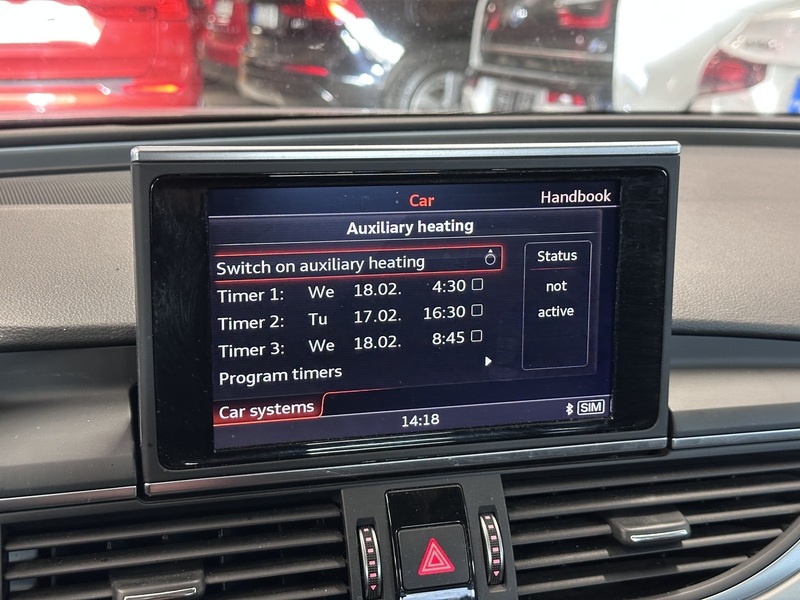 Car
Handbook
Auxiliary heating
Switch on auxiliary heating
Timer 1: We 18.02. 4:30
Timer 2: Tu 17.02. 16:30
Timer 3: We 18.02. 8:45
Program timers
Status
not
active
Car systems
14:18
SIM